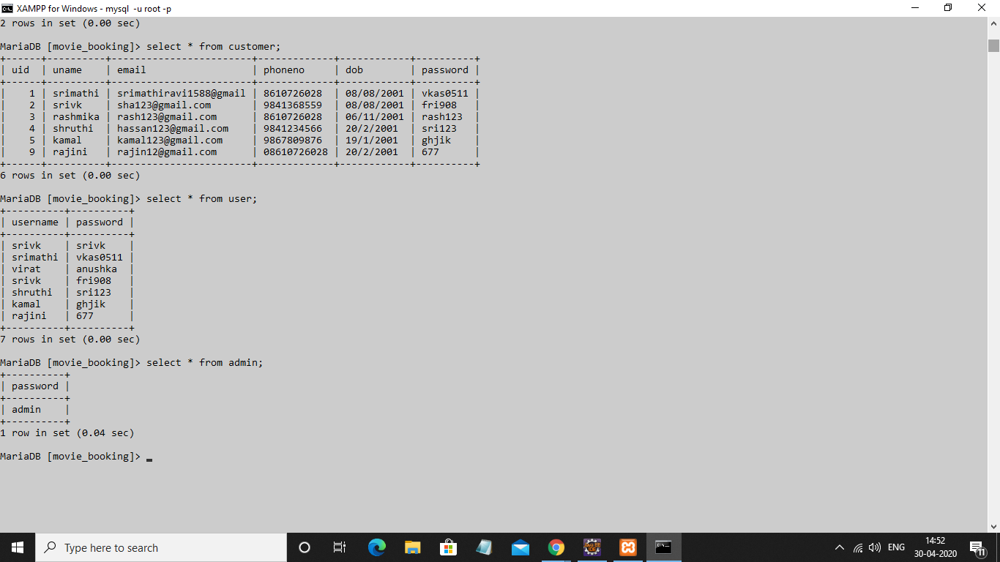 XAMPP for Windows - mysql  -u root -p
2 rows in set (0.00 sec)
MariaDB [movie_booking]> select * from customer;
+------+----------+-----------------------+-------------+------------+----------+
| uid  | uname    | email                 | phoneno     | dob        | password |
+------+----------+-----------------------+-------------+------------+----------+
|    1 | srimathi | srimathiravi1588@gmail | 8610726028  | 08/08/2001 | vkas0511 |
|    2 | srivk    | sha123@gmail.com      | 9841368559  | 08/08/2001 | fri908   |
|    3 | rashmika | rash123@gmail.com     | 8610726028  | 06/11/2001 | rash123  |
|    4 | shruthi  | hassan123@gmail.com   | 9841234566  | 20/2/2001  | sri123   |
|    5 | kamal    | kamal123@gmail.com    | 9867809876  | 19/1/2001  | ghjik    |
|    9 | rajini   | rajin12@gmail.com     | 08610726028 | 20/2/2001  | 677      |
+------+----------+-----------------------+-------------+------------+----------+
6 rows in set (0.00 sec)
MariaDB [movie_booking]> select * from user;
+----------+----------+
| username | password |
+----------+----------+
| srivk    | srivk    |
| srimathi | vkas0511 |
| virat    | anushka  |
| srivk    | fri908   |
| shruthi  | sri123   |
| kamal    | ghjik    |
| rajini   | 677      |
+----------+----------+
7 rows in set (0.00 sec)
MariaDB [movie_booking]> select * from admin;
+----------+
| password |
+----------+
| admin    |
+----------+
1 row in set (0.04 sec)
MariaDB [movie_booking]> _
Type here to search
Java EE IDE
ENG
14:52
30-04-2020
11